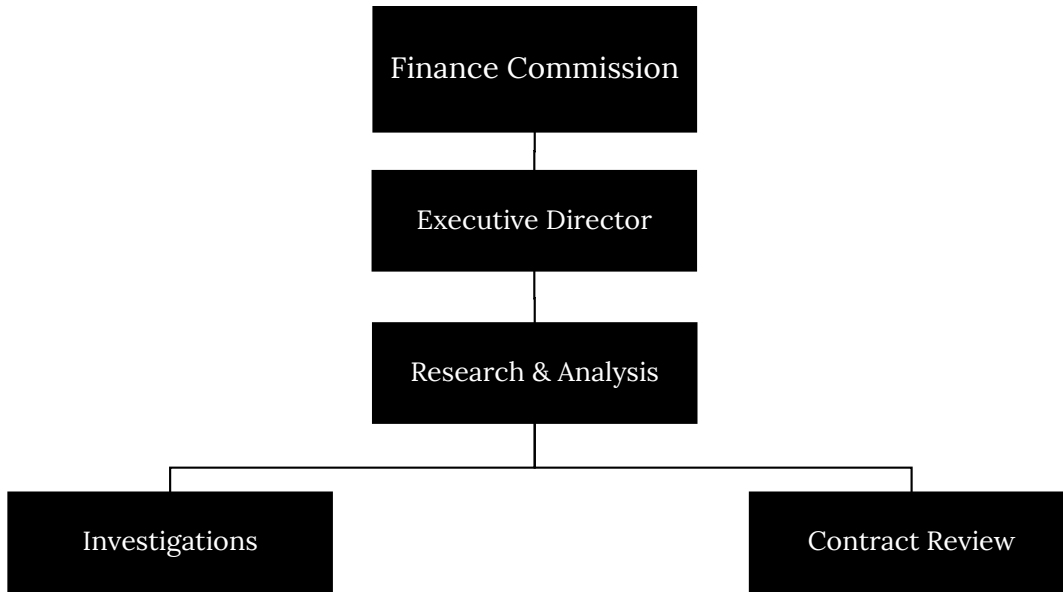 Finance Commission
Executive Director
Research & Analysis
Investigations
Contract Review